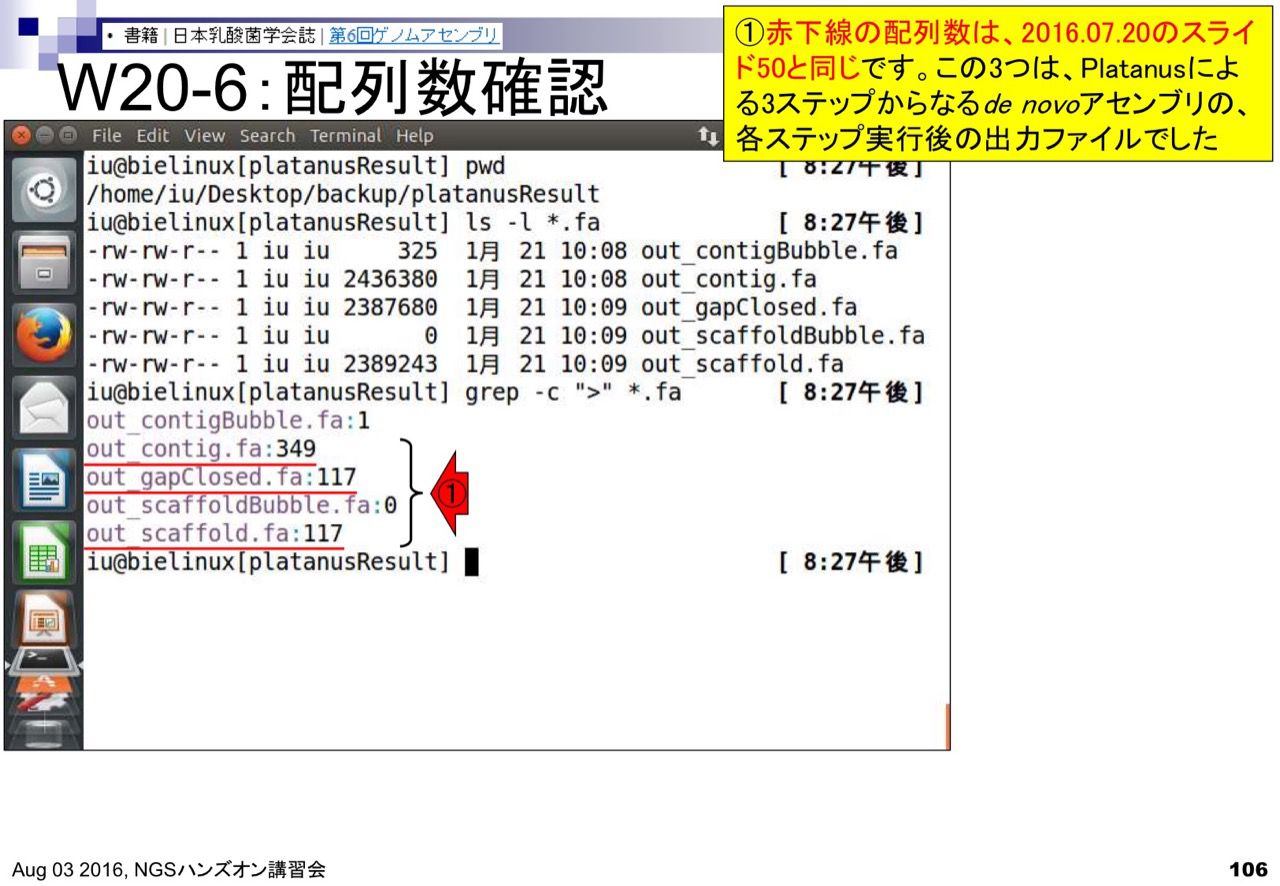 • 書籍 | 日本乳酸菌学会誌 | 第6回ゲノムアセンブリ
W20-6：配列数確認
①赤下線の配列数は、2016.07.20のスライ
ド50と同じです。この3つは、Platanusによ
る3ステップからなるde novoアセンブリの、
各ステップ実行後の出力ファイルでした
File Edit View Search Terminal Help
iu@bielinux[platanusResult] pwd [ 8:27午後]
/home/iu/Desktop/backup/platanusResult
iu@bielinux[platanusResult] ls -l *.fa [ 8:27午後]
-rw-rw-r-- 1 iu iu     325  1月  21 10:08 out_contigBubble.fa
-rw-rw-r-- 1 iu iu 2436380  1月  21 10:08 out_contig.fa
-rw-rw-r-- 1 iu iu 2387680  1月  21 10:09 out_gapClosed.fa
-rw-rw-r-- 1 iu iu       0  1月  21 10:09 out_scaffoldBubble.fa
-rw-rw-r-- 1 iu iu 2389243  1月  21 10:09 out_scaffold.fa
iu@bielinux[platanusResult] grep -c ">" *.fa [ 8:27午後]
out_contigBubble.fa:1
out_contig.fa:349
out_gapClosed.fa:117
out_scaffoldBubble.fa:0
out_scaffold.fa:117
①
iu@bielinux[platanusResult] [ 8:27午後]
Aug 03 2016, NGSハンズオン講習会
106